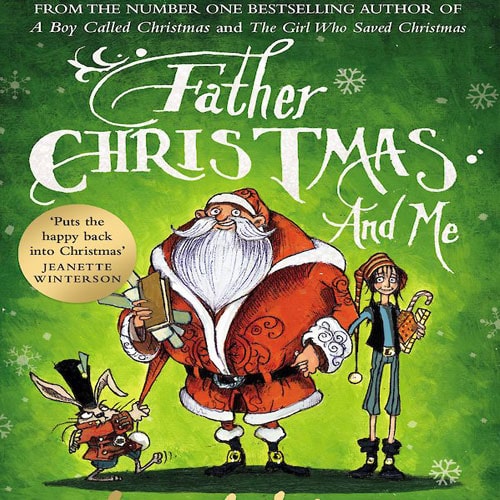 FROM THE NUMBER ONE BESTSELLING AUTHOR OF
A Boy Called Christmas and The Girl Who Saved Christmas
Father
CHRISTMAS
And Me
'Puts the
happy back
into Christmas'
JEANETTE
WINTERSON